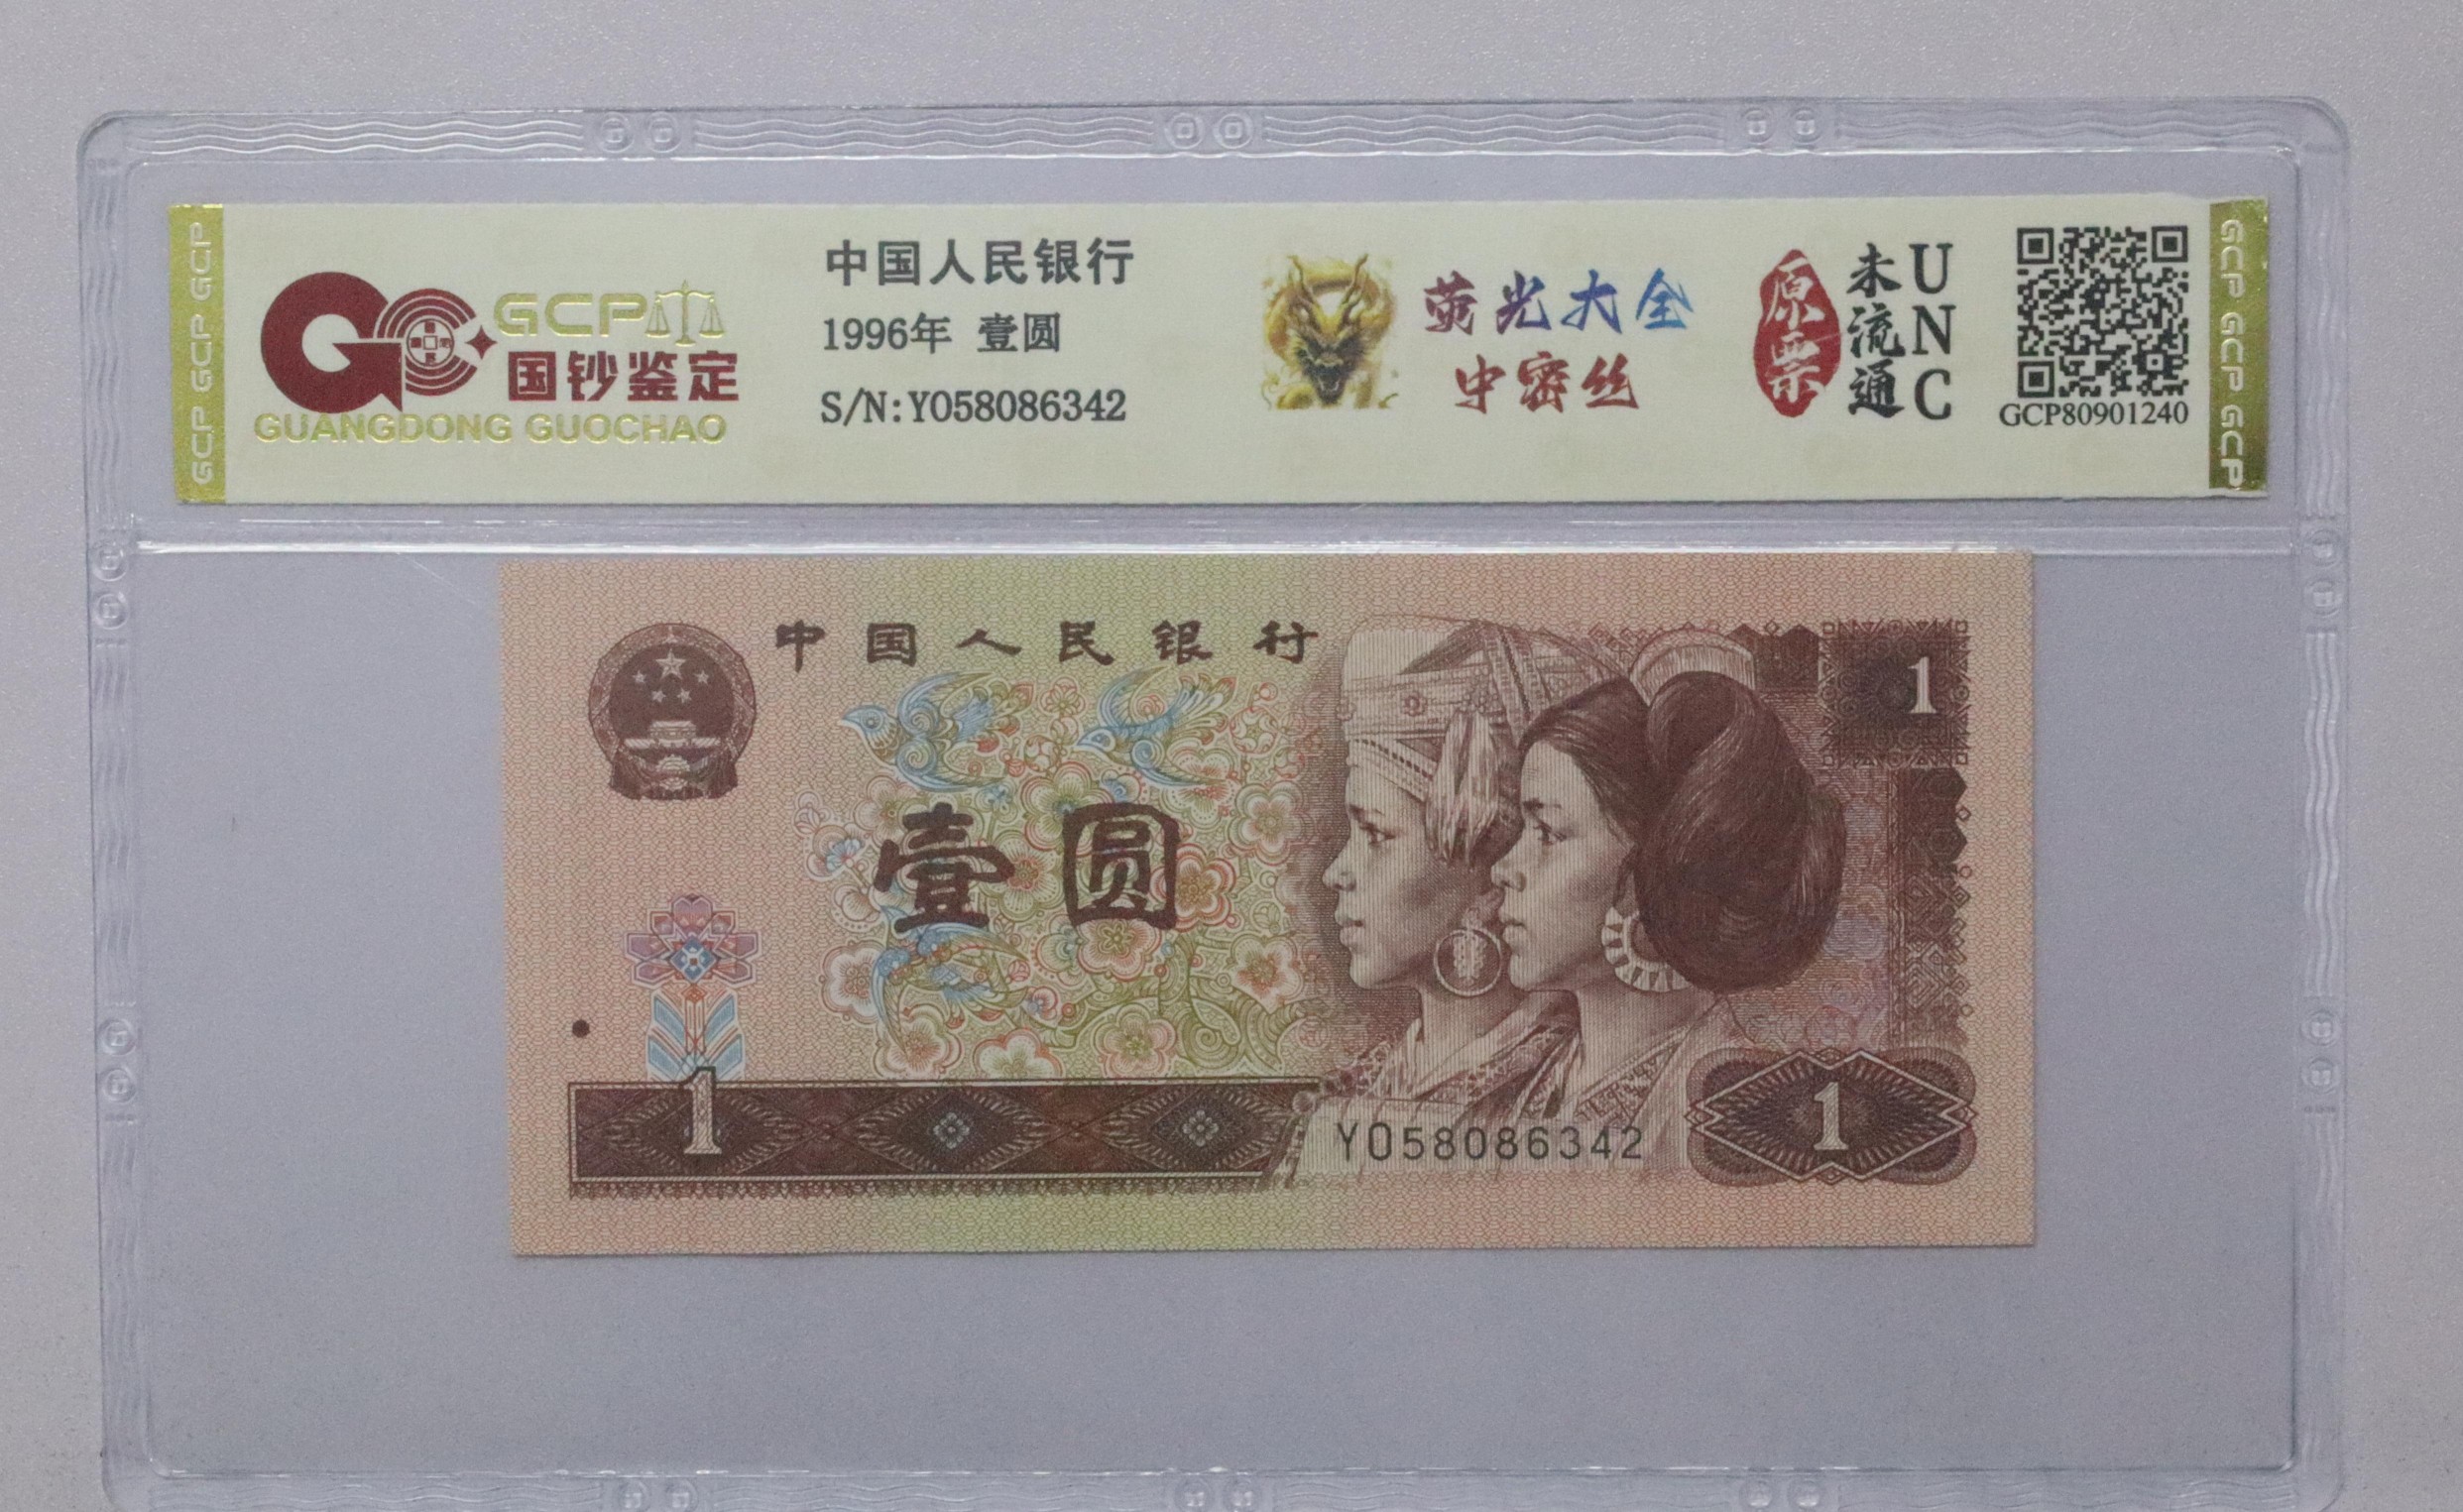 GCP GCP GCP
GCP
国钞鉴定
GUANGDONG GUOCHAO
中国人民银行
1996年 壹圆
S/N:YO58086342
荧光大全
中密丝
原票
未流通
UNC
GCP80901240
GCP GCP GCP
中国人民银行
1
壹圆
1
YO58086342
1